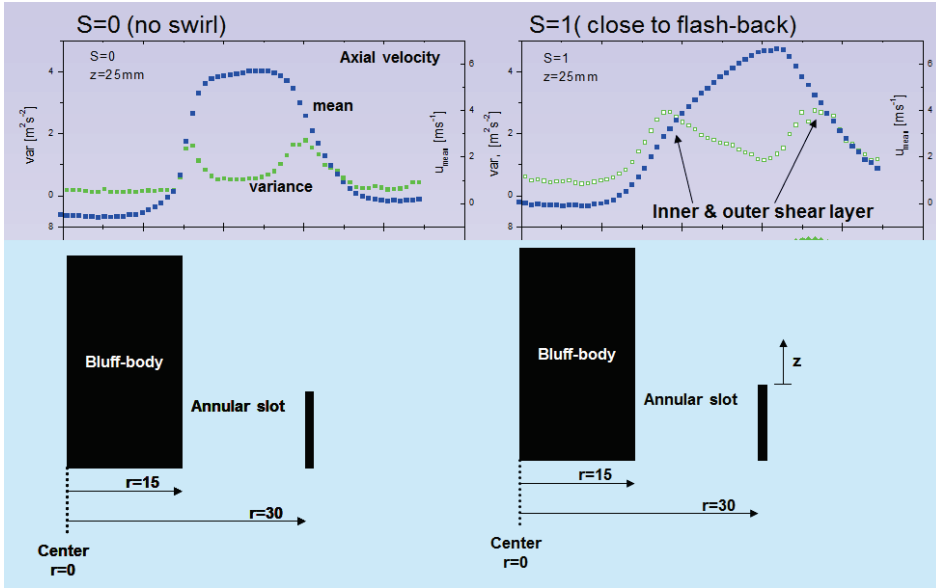 S=0 (no swirl)
S=0
z=25mm
Axial velocity
mean
variance
var [m²s⁻²]
4
2
0
8
6
4
2
0
u_mean [ms⁻¹]
S=1( close to flash-back)
S=1
z=25mm
Inner & outer shear layer
var, [m²s⁻²]
4
2
0
8
6
4
2
0
u_mean [ms⁻¹]
Bluff-body
Annular slot
r=15
r=30
Center
r=0
Bluff-body
Annular slot
z
r=15
r=30
Center
r=0